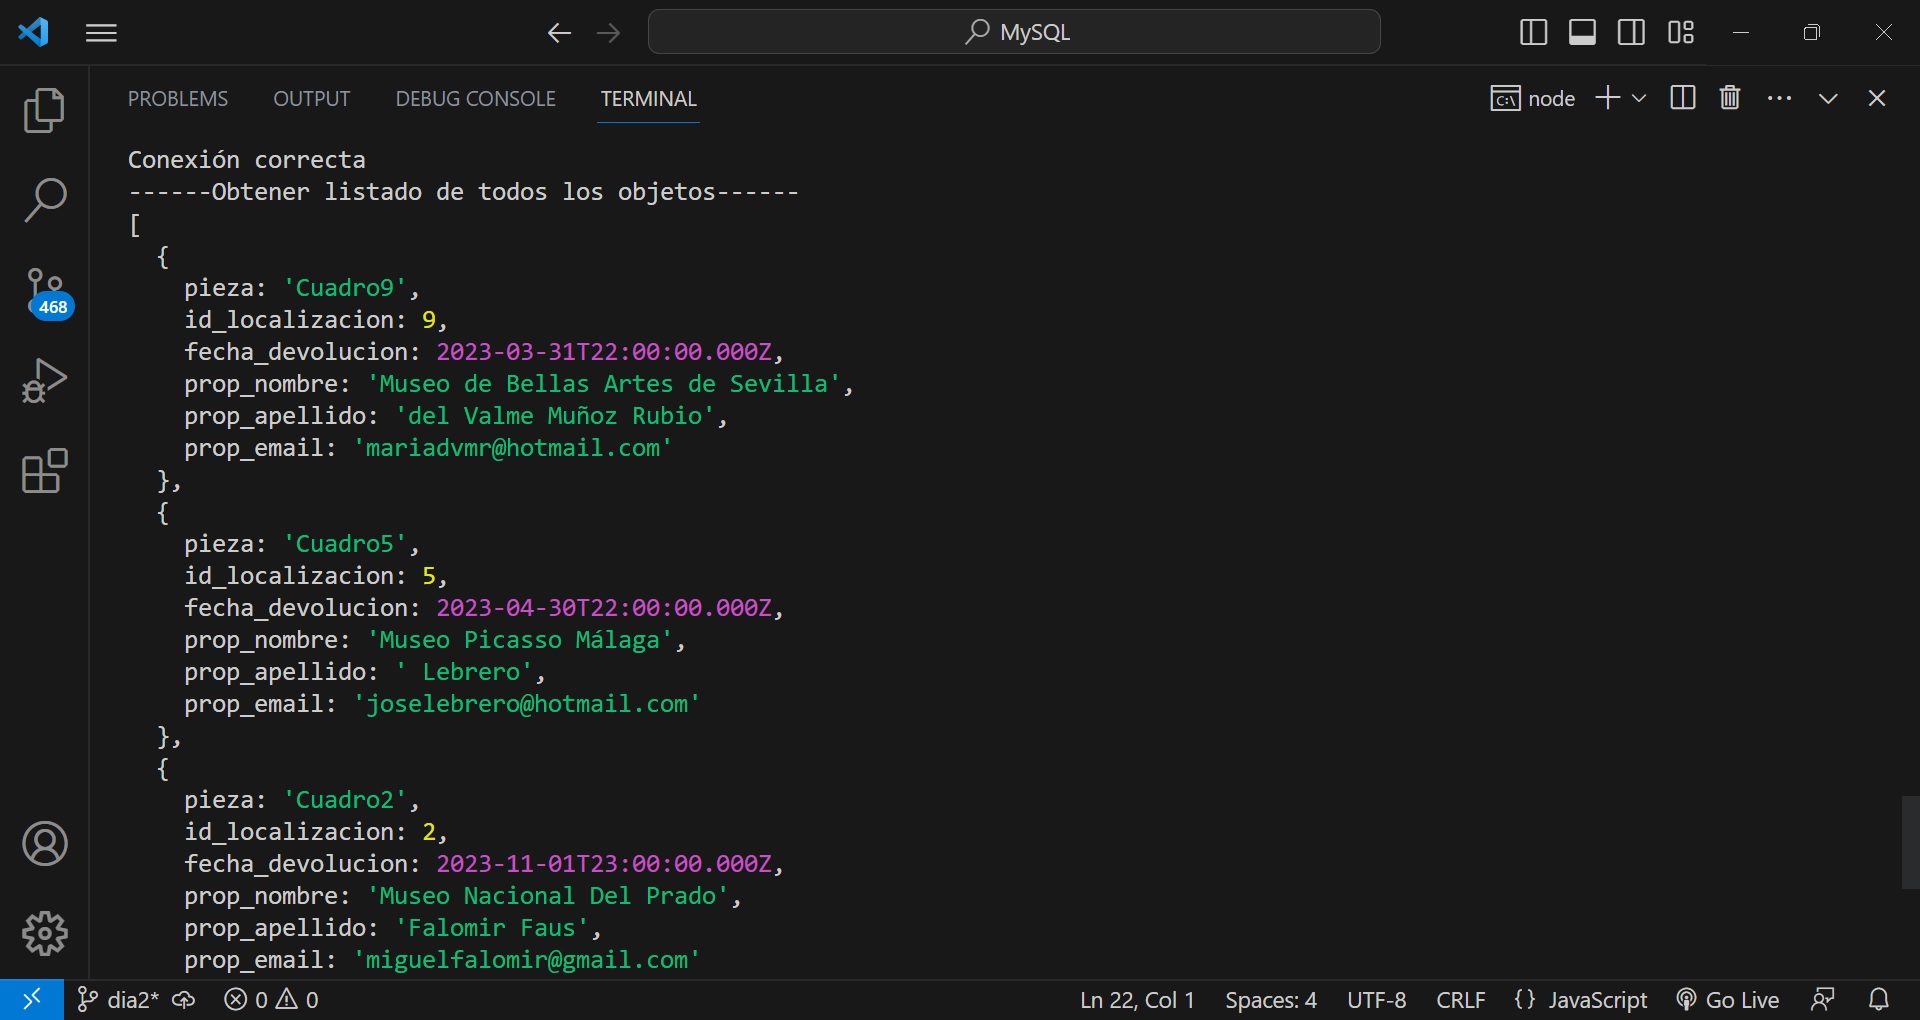 MySQL
PROBLEMS OUTPUT DEBUG CONSOLE TERMINAL
node
Conexión correcta
------Obtener listado de todos los objetos------
[
{
pieza: 'Cuadro9',
id_localizacion: 9,
fecha_devolucion: 2023-03-31T22:00:00.000Z,
prop_nombre: 'Museo de Bellas Artes de Sevilla',
prop_apellido: 'del Valme Muñoz Rubio',
prop_email: 'mariadvmr@hotmail.com'
},
{
pieza: 'Cuadro5',
id_localizacion: 5,
fecha_devolucion: 2023-04-30T22:00:00.000Z,
prop_nombre: 'Museo Picasso Málaga',
prop_apellido: ' Lebrero',
prop_email: 'joselebrero@hotmail.com'
},
{
pieza: 'Cuadro2',
id_localizacion: 2,
fecha_devolucion: 2023-11-01T23:00:00.000Z,
prop_nombre: 'Museo Nacional Del Prado',
prop_apellido: 'Falomir Faus',
prop_email: 'miguelfalomir@gmail.com'
468
dia2* 0 0 Ln 22, Col 1 Spaces: 4 UTF-8 CRLF {} JavaScript Go Live